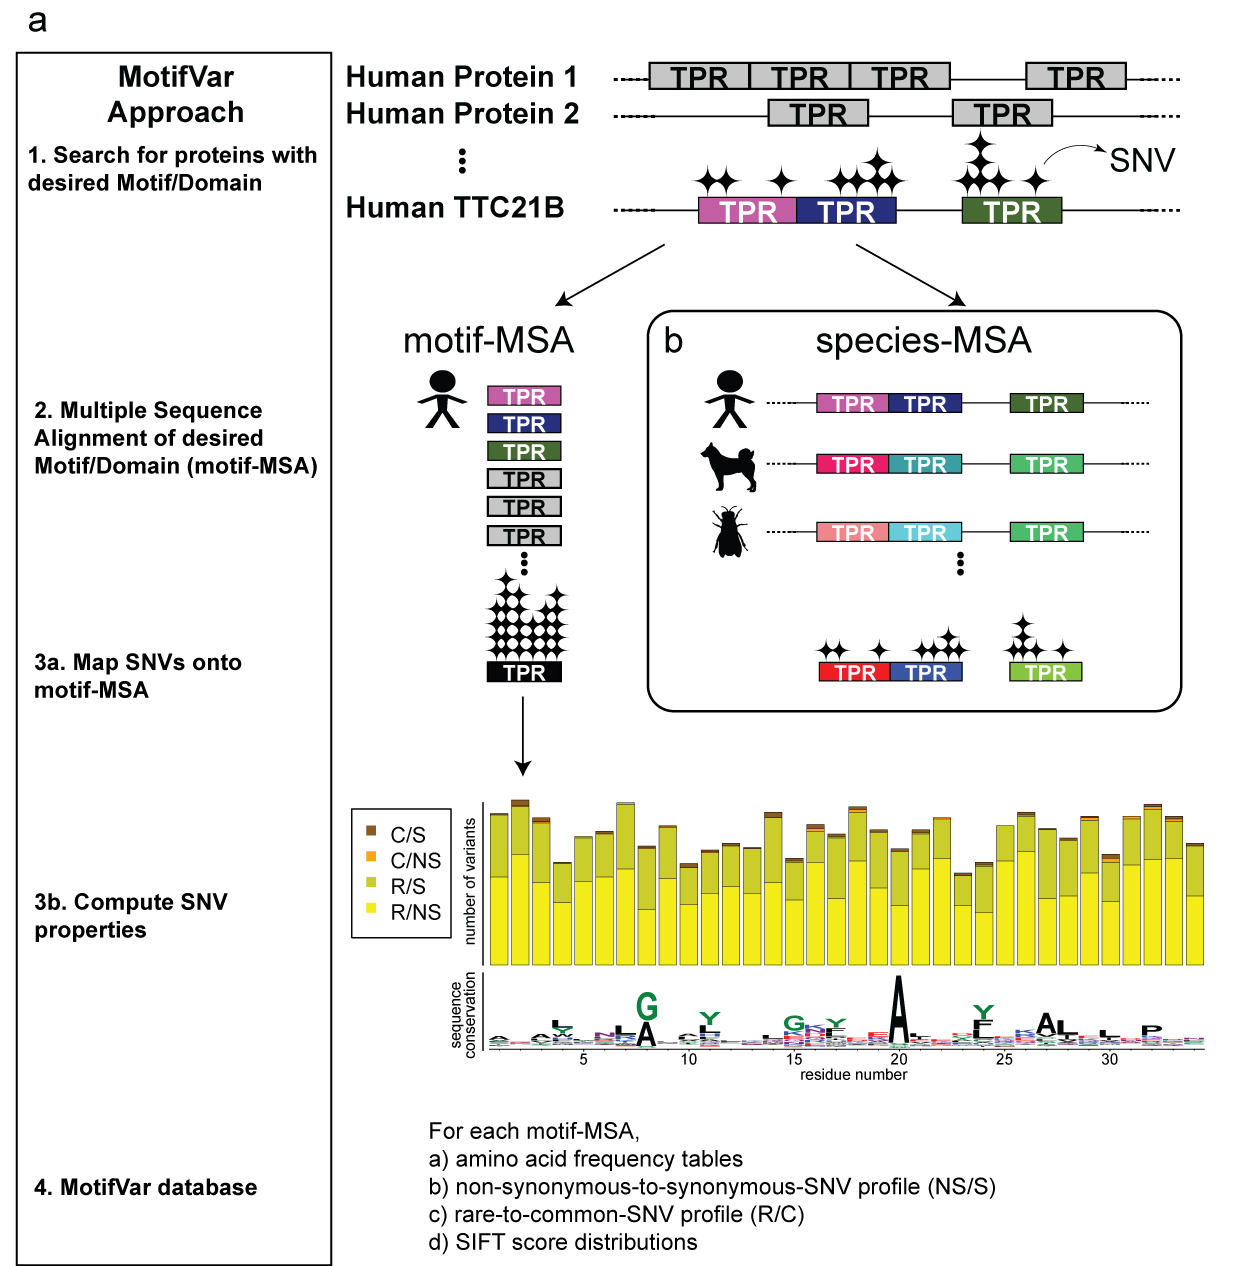 a
MotifVar
Approach
1. Search for proteins with
desired Motif/Domain
2. Multiple Sequence
Alignment of desired
Motif/Domain (motif-MSA)
3a. Map SNVs onto
motif-MSA
3b. Compute SNV
properties
4. MotifVar database
Human Protein 1
TPR TPR TPR TPR
Human Protein 2
TPR TPR
SNV
Human TTC21B
TPR TPR TPR
motif-MSA
TPR
TPR
TPR
TPR
TPR
TPR
TPR
b
species-MSA
TPR TPR TPR
TPR TPR TPR
TPR TPR TPR
TPR TPR TPR
C/S
C/NS
R/S
R/NS
number of variants
sequence
conservation
G A Y L G Y A Y F A L P
5 10 15 20 25 30
residue number
For each motif-MSA,
a) amino acid frequency tables
b) non-synonymous-to-synonymous-SNV profile (NS/S)
c) rare-to-common-SNV profile (R/C)
d) SIFT score distributions